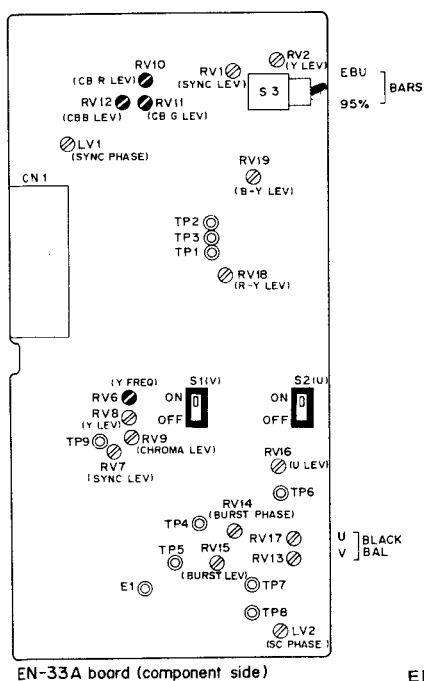 RV10
(CB R LEV)
RV1
(SYNC LEV)
RV2
(Y LEV)
EBU
95%
BARS
S3
RV12
(CBB LEV)
RV11
(CB G LEV)
LV1
(SYNC PHASE)
CN1
RV19
(B-Y LEV)
TP2
TP3
TP1
RV18
(R-Y LEV)
(Y FREQ)
RV6
RV8
(Y LEV)
TP9
RV9
(CHROMA LEV)
RV7
(SYNC LEV)
S1(V)
ON
OFF
S2(U)
ON
OFF
RV16
(U LEV)
TP6
RV14
(BURST PHASE)
TP4
RV17
U
V
BLACK
BAL
RV13
TP5
RV15
(BURST LEV)
E1
TP7
TP8
LV2
(SC PHASE)
EN-33A board (component side)